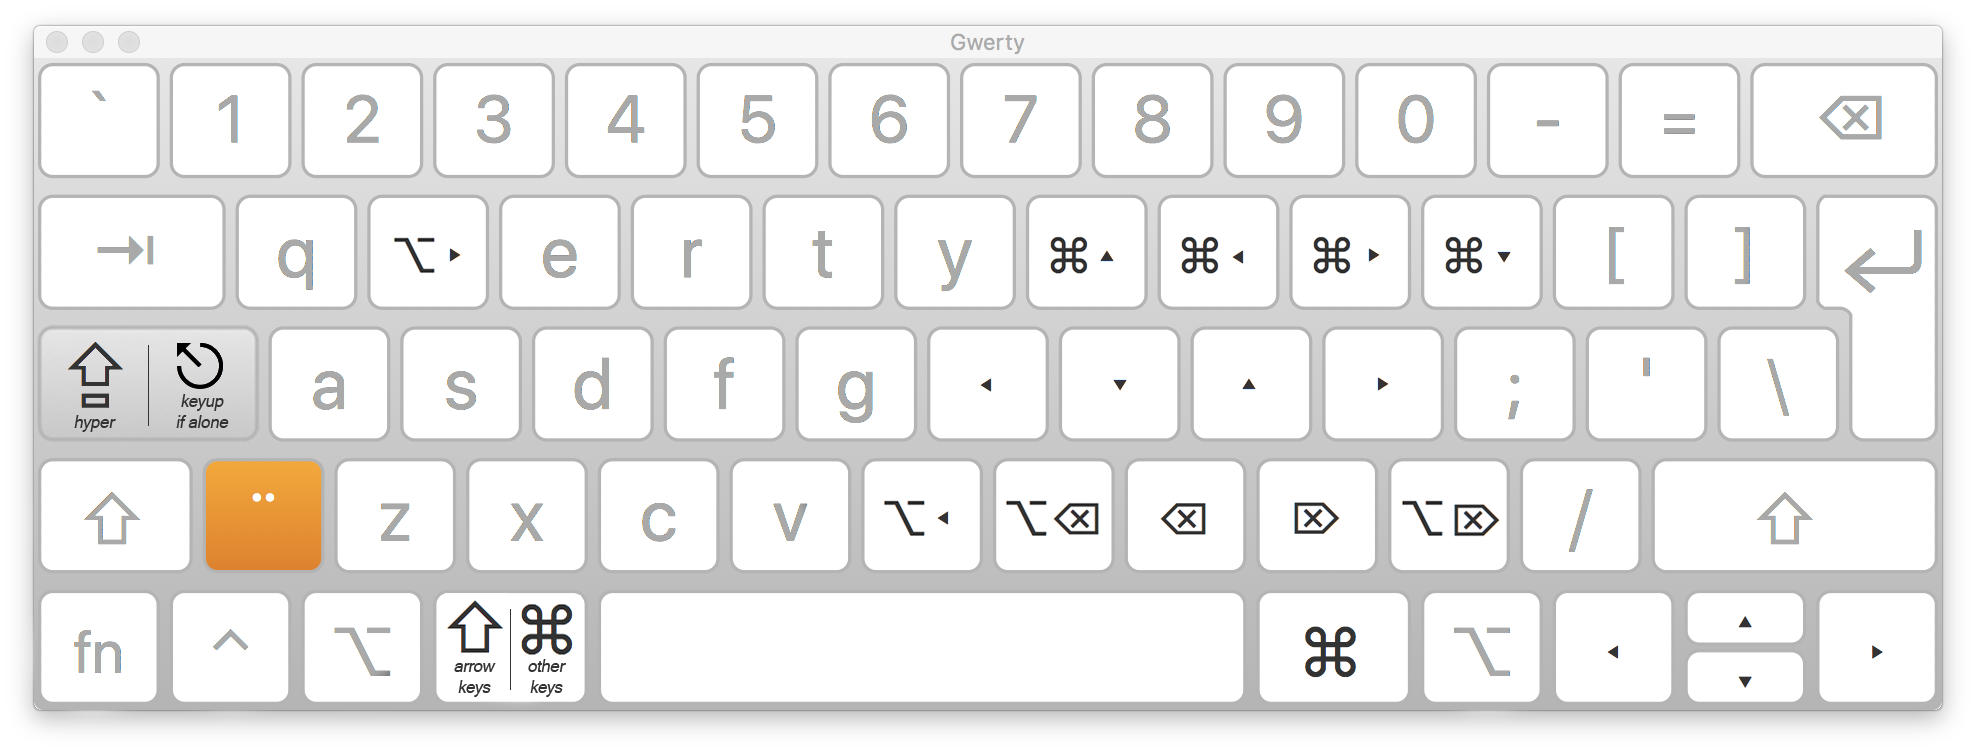 Gwerty
` 1 2 3 4 5 6 7 8 9 0 - = ⌫
⇥ q ⌥▸ e r t y ⌘▴ ⌘◂ ⌘▸ ⌘▾ [ ] ↵
⇪ hyper ⎋ keyup if alone a s d f g ◂ ▾ ▴ ▸ ; ' \
⇧ ¨ z x c v ⌥◂ ⌥⌫ ⌫ ⌦ ⌥⌦ / ⇧
fn ^ ⌥ ⇧ arrow keys ⌘ other keys ⌘ ⌥ ◂ ▴ ▾ ▸